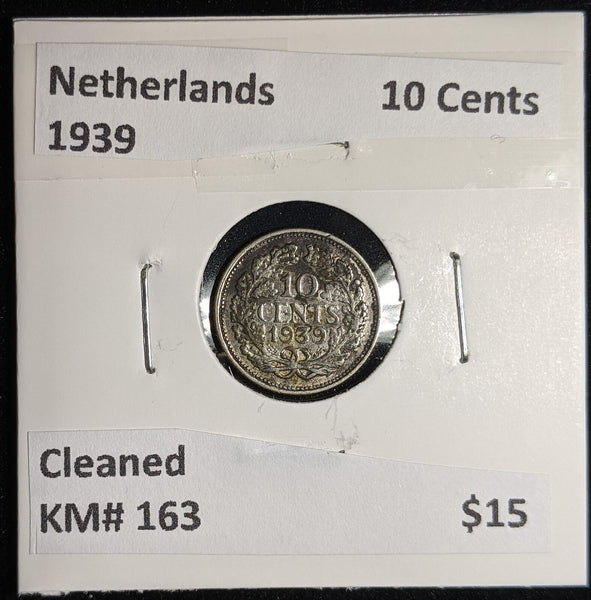 Netherlands 10 Cents
1939
10
CENTS
1939
Cleaned
KM# 163 $15